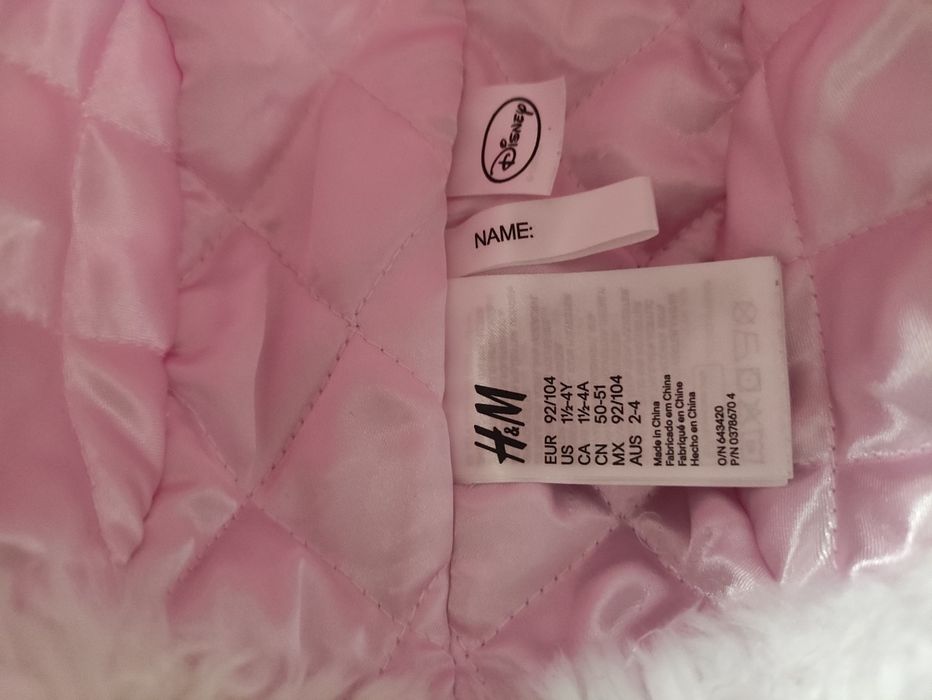 Disney
NAME:
H&M
EUR 92/104
US 1½-4Y
CA 1½-4A
CN 50-51
MX 92/104
AUS 2-4
Made in China
Fabricado em China
Fabriqué en Chine
Hecho en China
O/N 643420
P/N 0378670 4